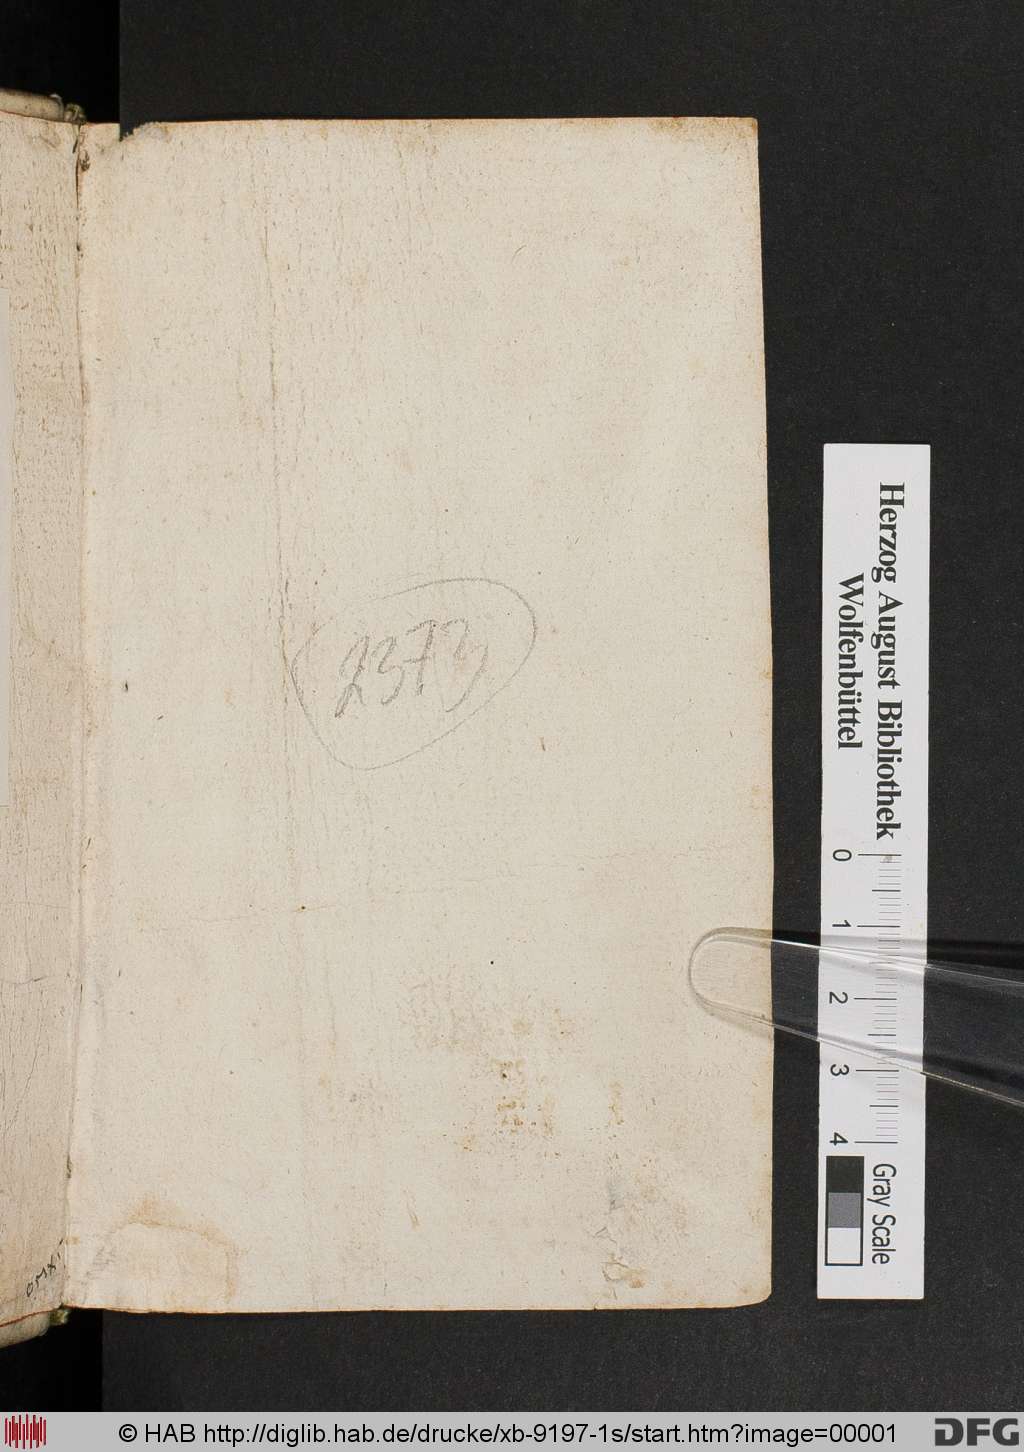 2373
Herzog August Bibliothek
Wolfenbüttel
0 1 2 3 4
Gray Scale
© HAB http://diglib.hab.de/drucke/xb-9197-1s/start.htm?image=00001
DFG